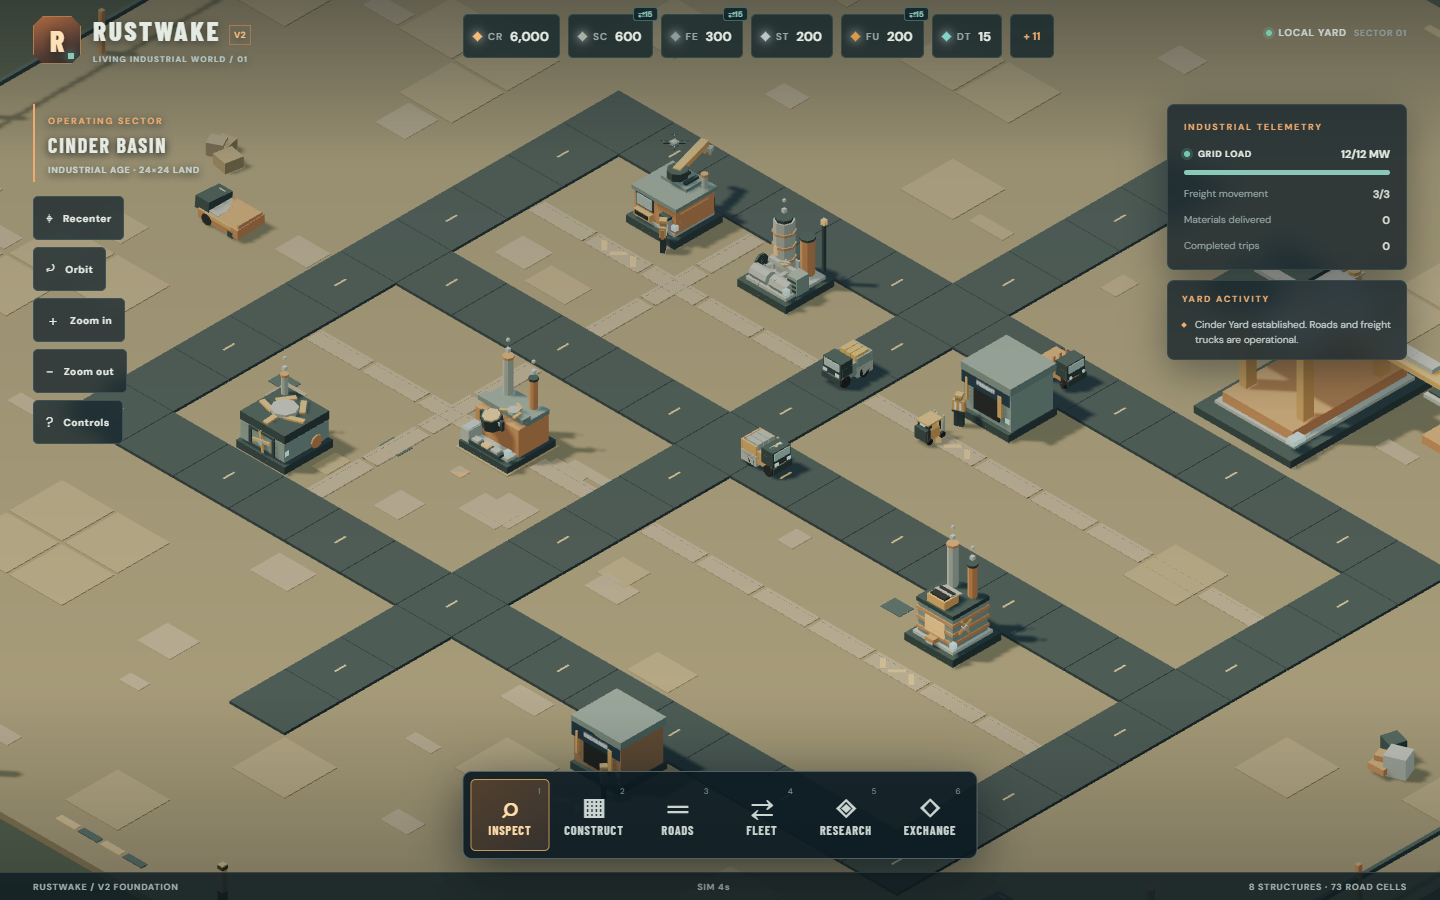 R
RUSTWAKE V2
LIVING INDUSTRIAL WORLD / 01
CR 6,000
⇄15
SC 600
⇄15
FE 300
ST 200
⇄15
FU 200
DT 15
+ 11
LOCAL YARD SECTOR 01
OPERATING SECTOR
CINDER BASIN
INDUSTRIAL AGE · 24×24 LAND
Recenter
Orbit
+ Zoom in
− Zoom out
? Controls
INDUSTRIAL TELEMETRY
GRID LOAD 12/12 MW
Freight movement 3/3
Materials delivered 0
Completed trips 0
YARD ACTIVITY
Cinder Yard established. Roads and freight
trucks are operational.
1 INSPECT
2 CONSTRUCT
3 ROADS
4 FLEET
5 RESEARCH
6 EXCHANGE
RUSTWAKE / V2 FOUNDATION
SIM 4s
8 STRUCTURES · 73 ROAD CELLS